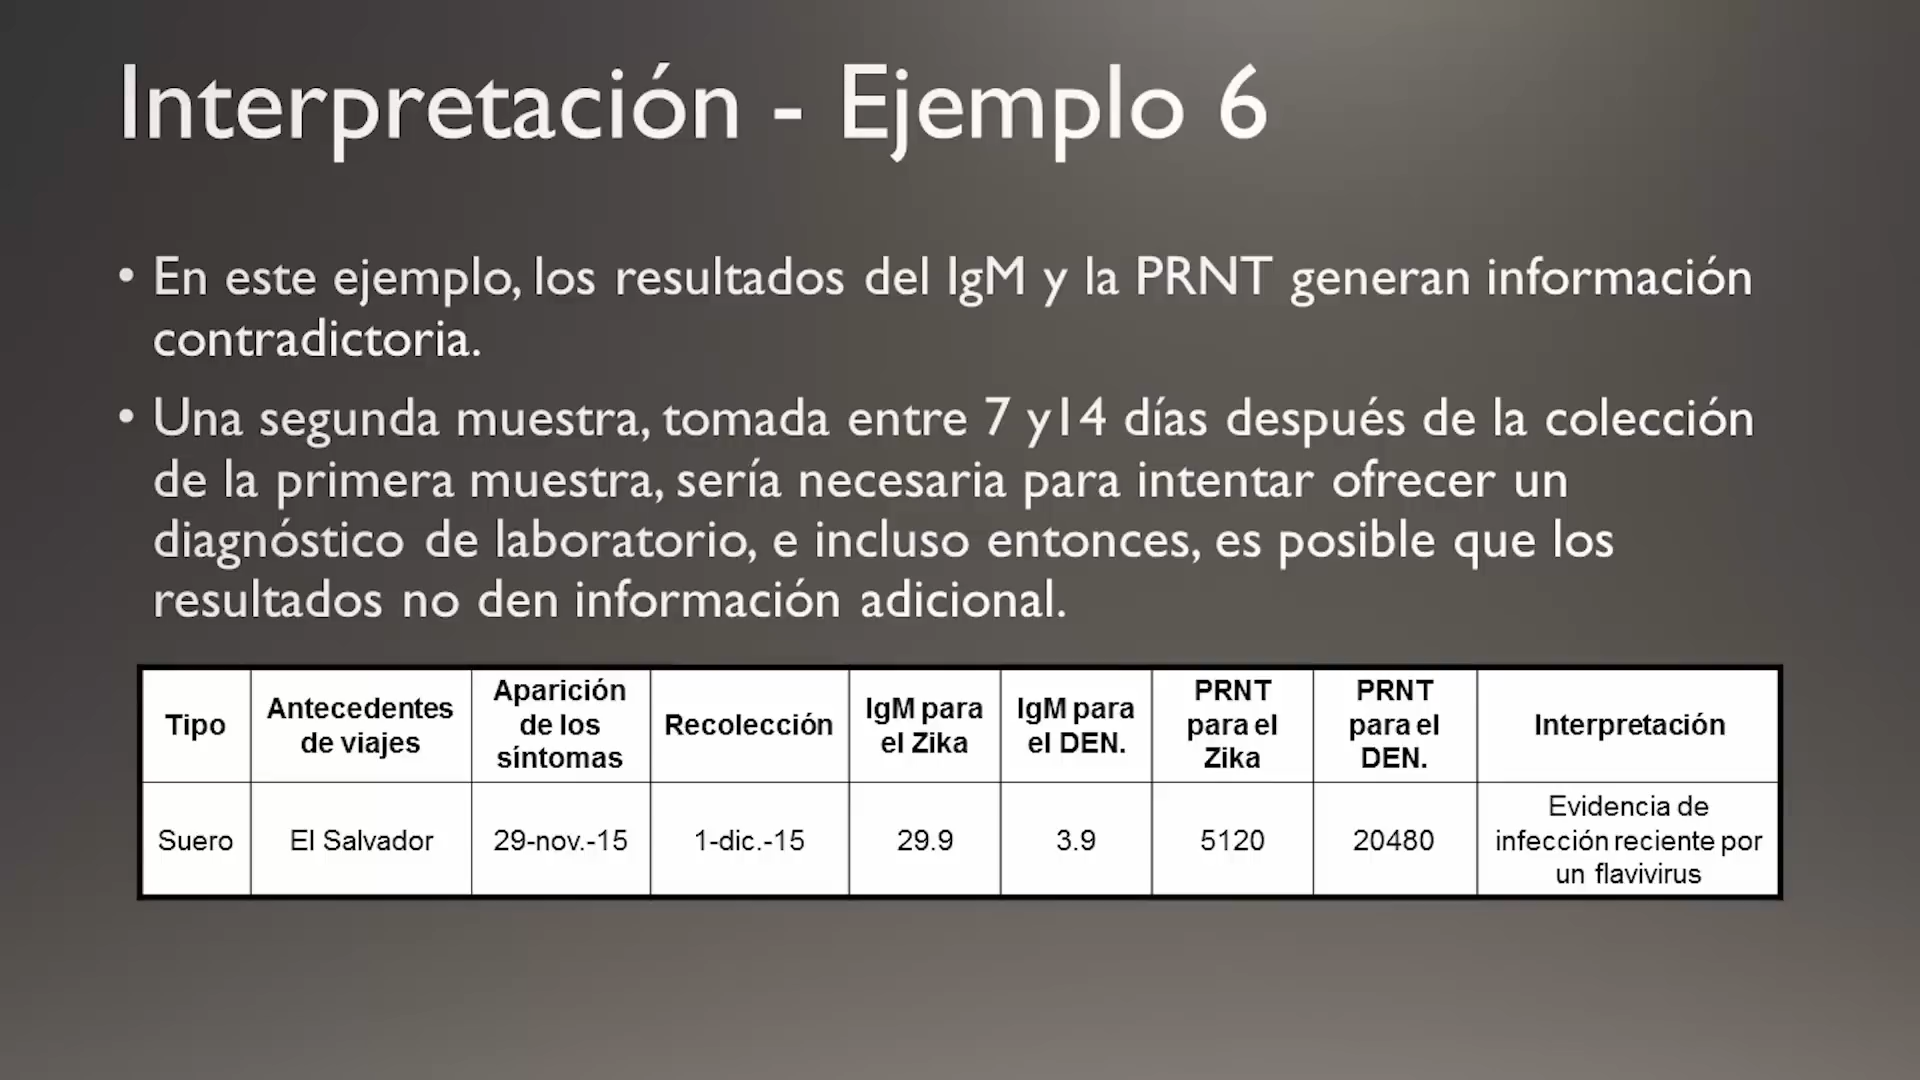 Interpretación - Ejemplo 6
• En este ejemplo, los resultados del IgM y la PRNT generan información
contradictoria.
• Una segunda muestra, tomada entre 7 y14 días después de la colección
de la primera muestra, sería necesaria para intentar ofrecer un
diagnóstico de laboratorio, e incluso entonces, es posible que los
resultados no den información adicional.
Tipo
Antecedentes
de viajes
Aparición
de los
síntomas
Recolección
IgM para
el Zika
IgM para
el DEN.
PRNT
para el
Zika
PRNT
para el
DEN.
Interpretación
Suero
El Salvador
29-nov.-15
1-dic.-15
29.9
3.9
5120
20480
Evidencia de
infección reciente por
un flavivirus